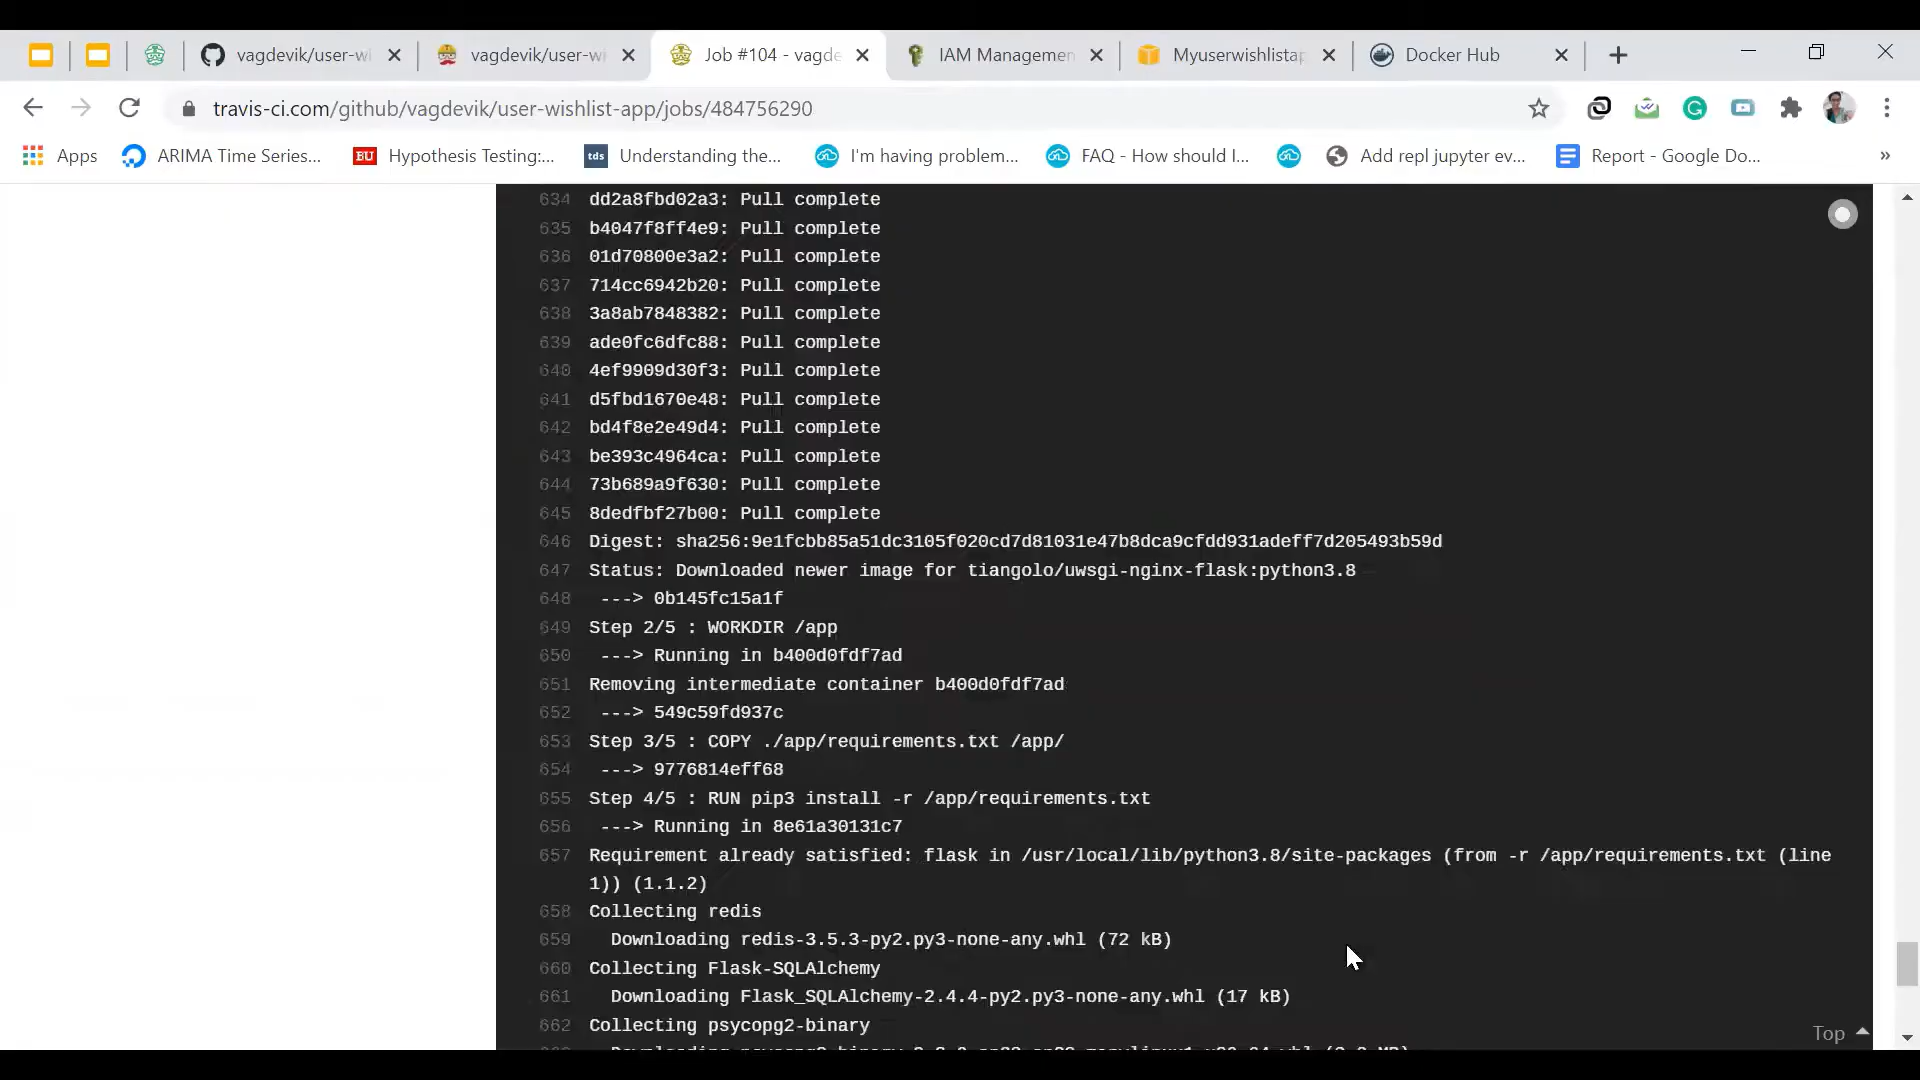 vagdevik/user-wi
vagdevik/user-wi
Job #104 - vagde
IAM Managemen
Myuserwishlistap
Docker Hub
travis-ci.com/github/vagdevik/user-wishlist-app/jobs/484756290
Apps
ARIMA Time Series...
BU
Hypothesis Testing:...
tds
Understanding the...
I'm having problem...
FAQ - How should I...
Add repl jupyter ev...
Report - Google Do...
»
634 dd2a8fbd02a3: Pull complete
635 b4047f8ff4e9: Pull complete
636 01d70800e3a2: Pull complete
637 714cc6942b20: Pull complete
638 3a8ab7848382: Pull complete
639 ade0fc6dfc88: Pull complete
640 4ef9909d30f3: Pull complete
641 d5fbd1670e48: Pull complete
642 bd4f8e2e49d4: Pull complete
643 be393c4964ca: Pull complete
644 73b689a9f630: Pull complete
645 8dedfbf27b00: Pull complete
646 Digest: sha256:9e1fcbb85a51dc3105f020cd7d81031e47b8dca9cfdd931adeff7d205493b59d
647 Status: Downloaded newer image for tiangolo/uwsgi-nginx-flask:python3.8
648 ---> 0b145fc15a1f
649 Step 2/5 : WORKDIR /app
650 ---> Running in b400d0fdf7ad
651 Removing intermediate container b400d0fdf7ad
652 ---> 549c59fd937c
653 Step 3/5 : COPY ./app/requirements.txt /app/
654 ---> 9776814eff68
655 Step 4/5 : RUN pip3 install -r /app/requirements.txt
656 ---> Running in 8e61a30131c7
657 Requirement already satisfied: flask in /usr/local/lib/python3.8/site-packages (from -r /app/requirements.txt (line
1)) (1.1.2)
658 Collecting redis
659 Downloading redis-3.5.3-py2.py3-none-any.whl (72 kB)
660 Collecting Flask-SQLAlchemy
661 Downloading Flask_SQLAlchemy-2.4.4-py2.py3-none-any.whl (17 kB)
662 Collecting psycopg2-binary
Top